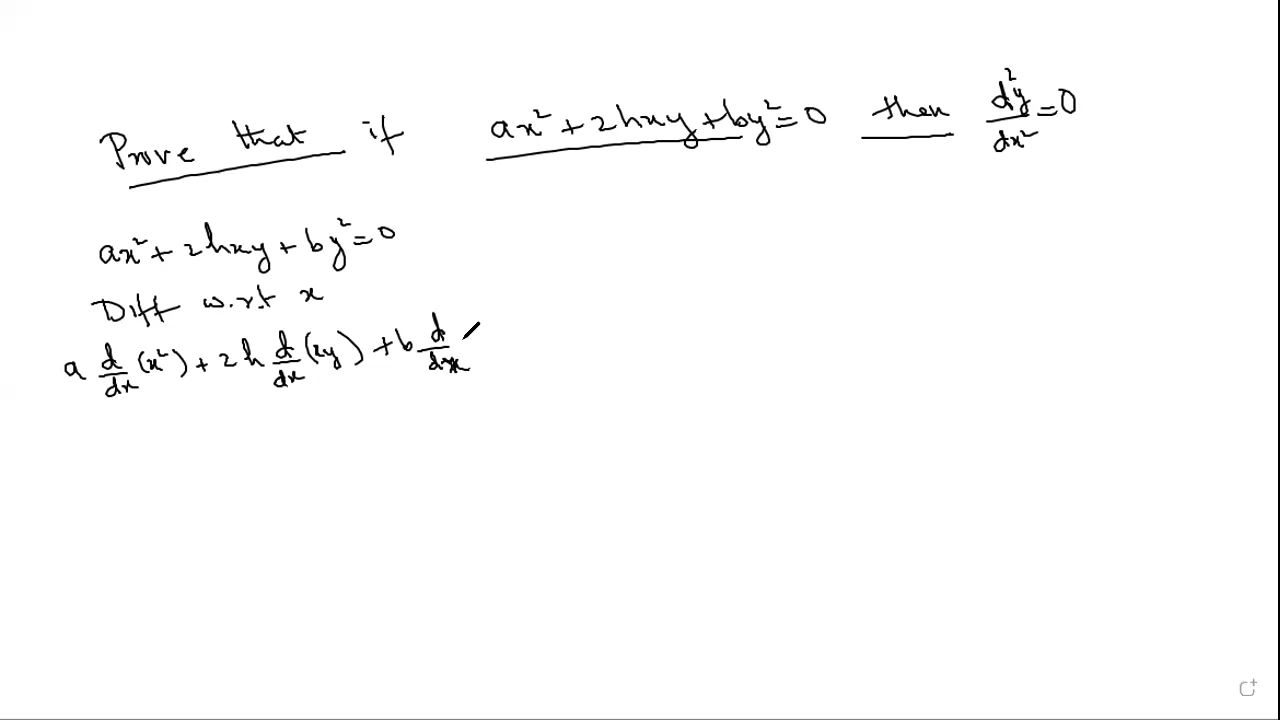 Prove that if ax² + 2hxy + by² = 0 then d²y/dx² = 0
ax² + 2hxy + by² = 0
Diff w.r.t x
a d/dx (x²) + 2h d/dx (xy) + b d/dx